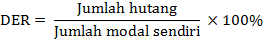 DER = Jumlah hutang / Jumlah modal sendiri × 100%